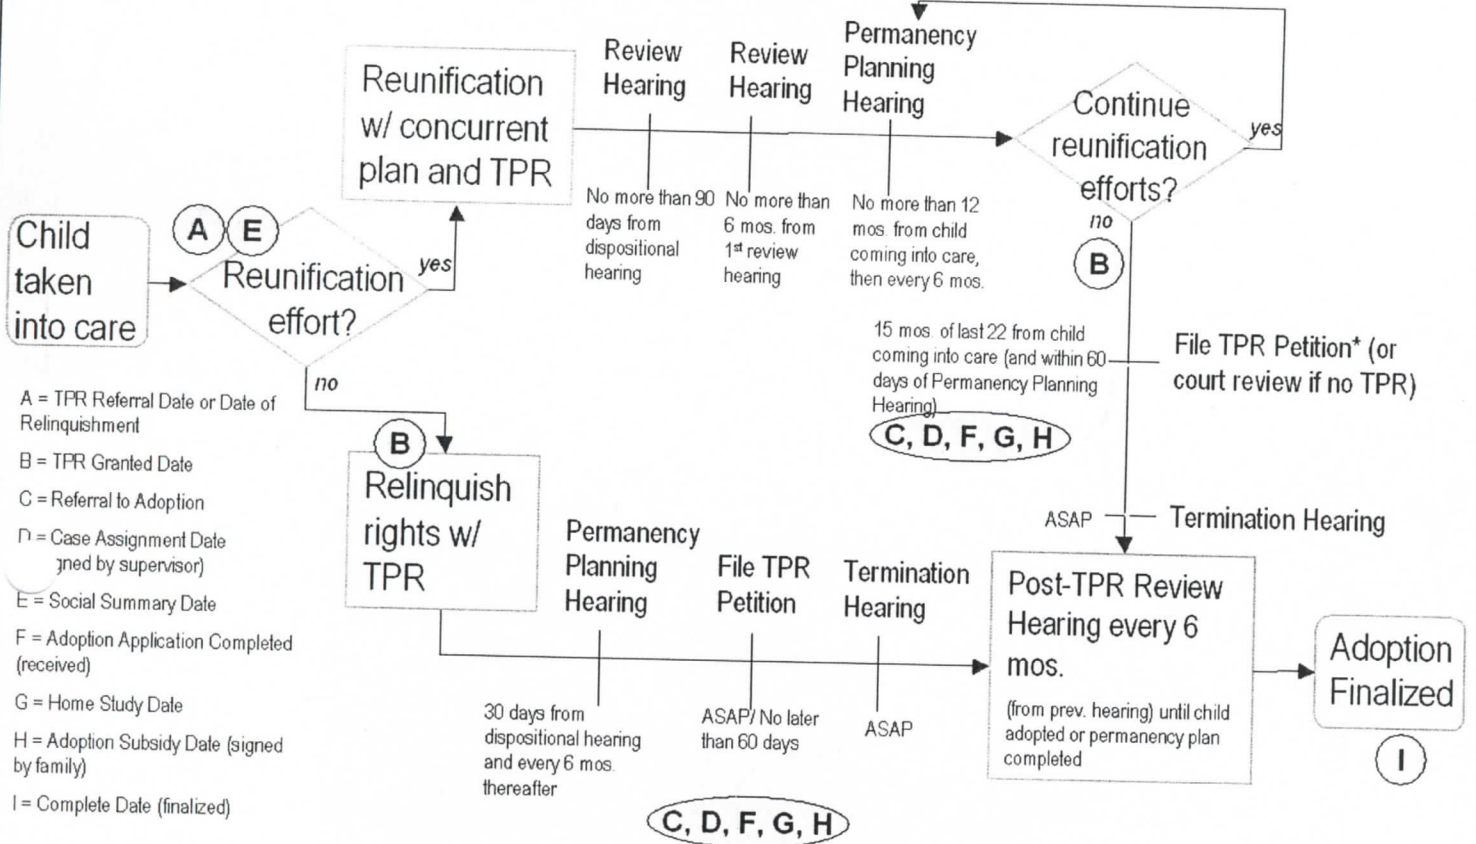 Child
taken
into care
A
E
Reunification
effort?
yes
no
Reunification
w/ concurrent
plan and TPR
Review
Hearing
No more than 90
days from
dispositional
hearing
Review
Hearing
No more than
6 mos. from
1st review
hearing
Permanency
Planning
Hearing
No more than 12
mos. from child
coming into care,
then every 6 mos.
Continue
reunification
efforts?
yes
no
B
15 mos. of last 22 from child
coming into care (and within 60
days of Permanency Planning
Hearing)
C, D, F, G, H
File TPR Petition* (or
court review if no TPR)
ASAP
Termination Hearing
A = TPR Referral Date or Date of
Relinquishment
B = TPR Granted Date
C = Referral to Adoption
D = Case Assignment Date
gned by supervisor)
E = Social Summary Date
F = Adoption Application Completed
(received)
G = Home Study Date
H = Adoption Subsidy Date (signed
by family)
I = Complete Date (finalized)
B
Relinquish
rights w/
TPR
Permanency
Planning
Hearing
30 days from
dispositional hearing
and every 6 mos.
thereafter
File TPR
Petition
ASAP/ No later
than 60 days
Termination
Hearing
ASAP
C, D, F, G, H
Post-TPR Review
Hearing every 6
mos.
(from prev. hearing) until child
adopted or permanency plan
completed
Adoption
Finalized
I